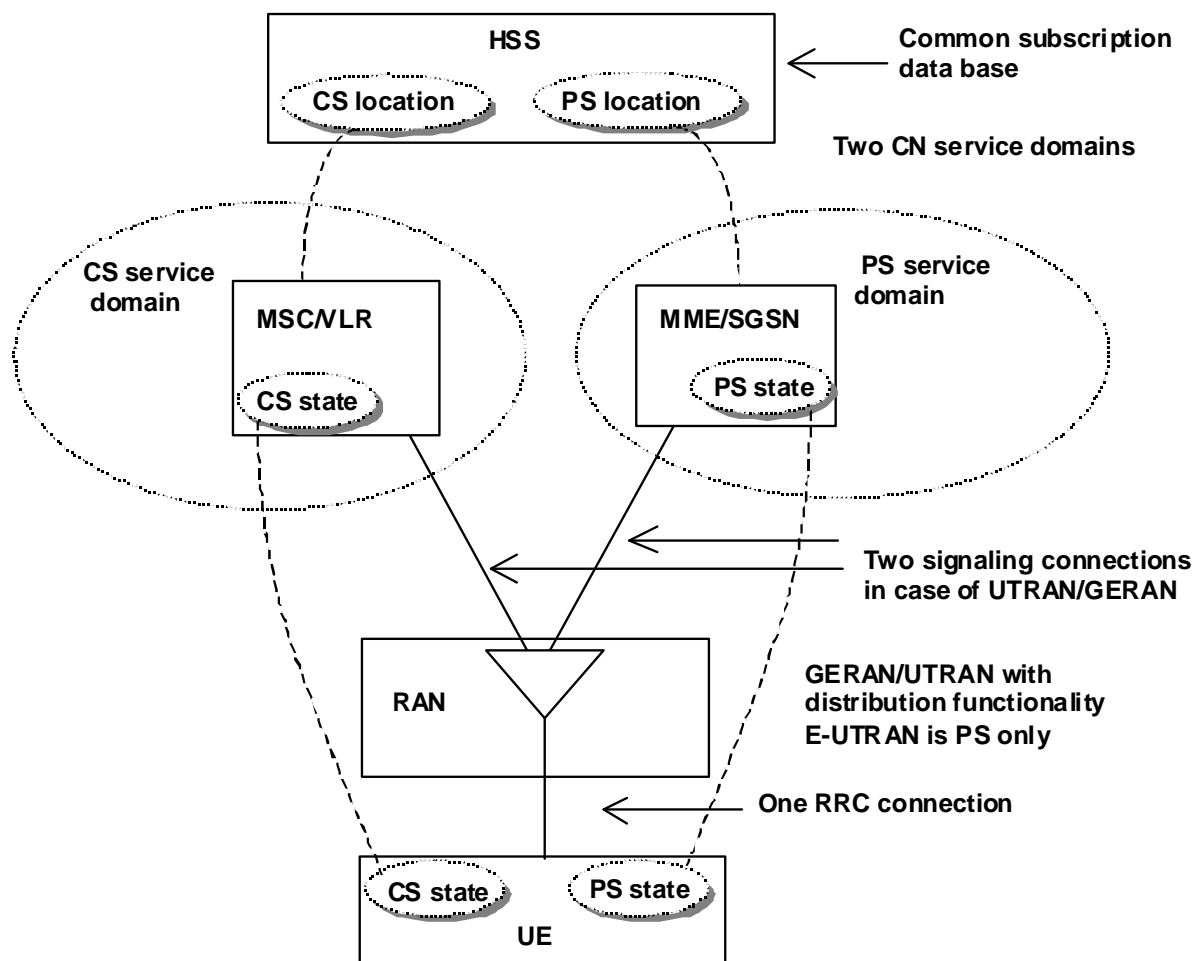 HSS
Common subscription
data base
CS location
PS location
Two CN service domains
CS service
domain
PS service
domain
MSC/VLR
MME/SGSN
CS state
PS state
Two signaling connections
in case of UTRAN/GERAN
RAN
GERAN/UTRAN with
distribution functionality
E-UTRAN is PS only
One RRC connection
CS state
PS state
UE